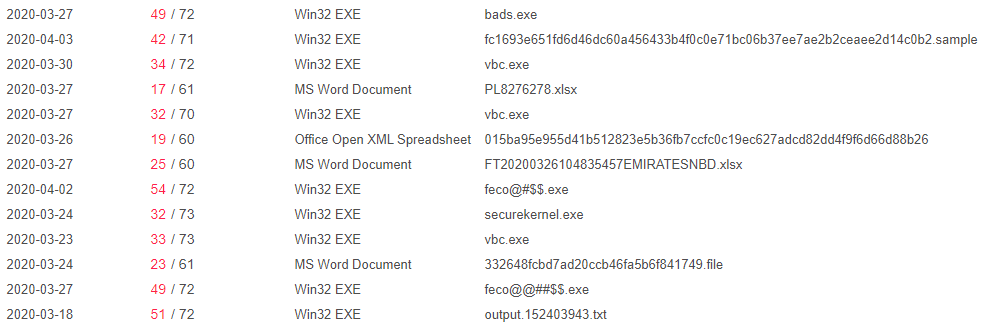 2020-03-27 49 / 72 Win32 EXE bads.exe
2020-04-03 42 / 71 Win32 EXE fc1693e651fd6d46dc60a456433b4f0c0e71bc06b37ee7ae2b2ceaee2d14c0b2.sample
2020-03-30 34 / 72 Win32 EXE vbc.exe
2020-03-27 17 / 61 MS Word Document PL8276278.xlsx
2020-03-27 32 / 70 Win32 EXE vbc.exe
2020-03-26 19 / 60 Office Open XML Spreadsheet 015ba95e955d41b512823e5b36fb7ccfc0c19ec627adcd82dd4f9f6d66d88b26
2020-03-27 25 / 60 MS Word Document FT20200326104835457EMIRATESNBD.xlsx
2020-04-02 54 / 72 Win32 EXE feco@#$$.exe
2020-03-24 32 / 73 Win32 EXE securekernel.exe
2020-03-23 33 / 73 Win32 EXE vbc.exe
2020-03-24 23 / 61 MS Word Document 332648fcbd7ad20ccb46fa5b6f841749.file
2020-03-27 49 / 72 Win32 EXE feco@@##$$.exe
2020-03-18 51 / 72 Win32 EXE output.152403943.txt